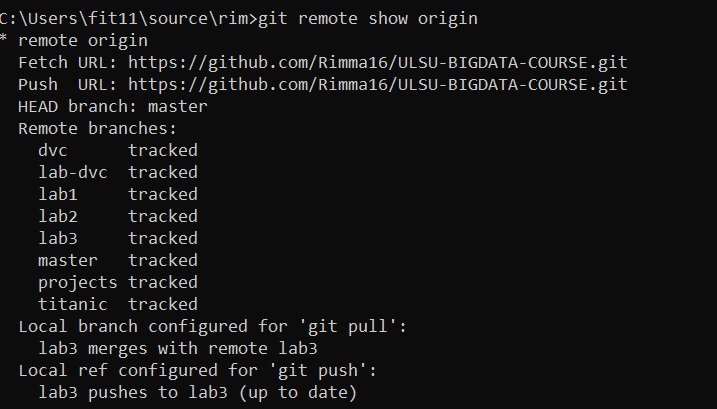 C:\Users\fit11\source\rim>git remote show origin
* remote origin
  Fetch URL: https://github.com/Rimma16/ULSU-BIGDATA-COURSE.git
  Push  URL: https://github.com/Rimma16/ULSU-BIGDATA-COURSE.git
  HEAD branch: master
  Remote branches:
    dvc      tracked
    lab-dvc  tracked
    lab1     tracked
    lab2     tracked
    lab3     tracked
    master   tracked
    projects tracked
    titanic  tracked
  Local branch configured for 'git pull':
    lab3 merges with remote lab3
  Local ref configured for 'git push':
    lab3 pushes to lab3 (up to date)